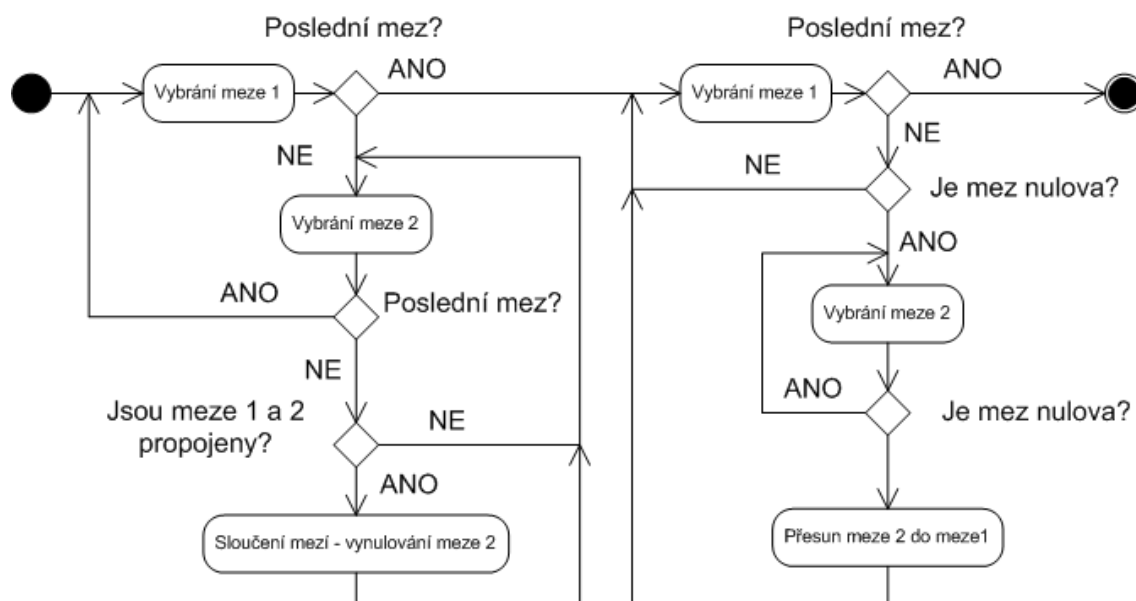 Poslední mez?
Vybrání meze 1
ANO
NE
Vybrání meze 2
ANO
Poslední mez?
NE
Jsou meze 1 a 2
propojeny?
NE
ANO
Sloučení mezí - vynulování meze 2
Poslední mez?
Vybrání meze 1
ANO
NE
NE
Je mez nulova?
ANO
Vybrání meze 2
ANO
Je mez nulova?
Přesun meze 2 do meze1